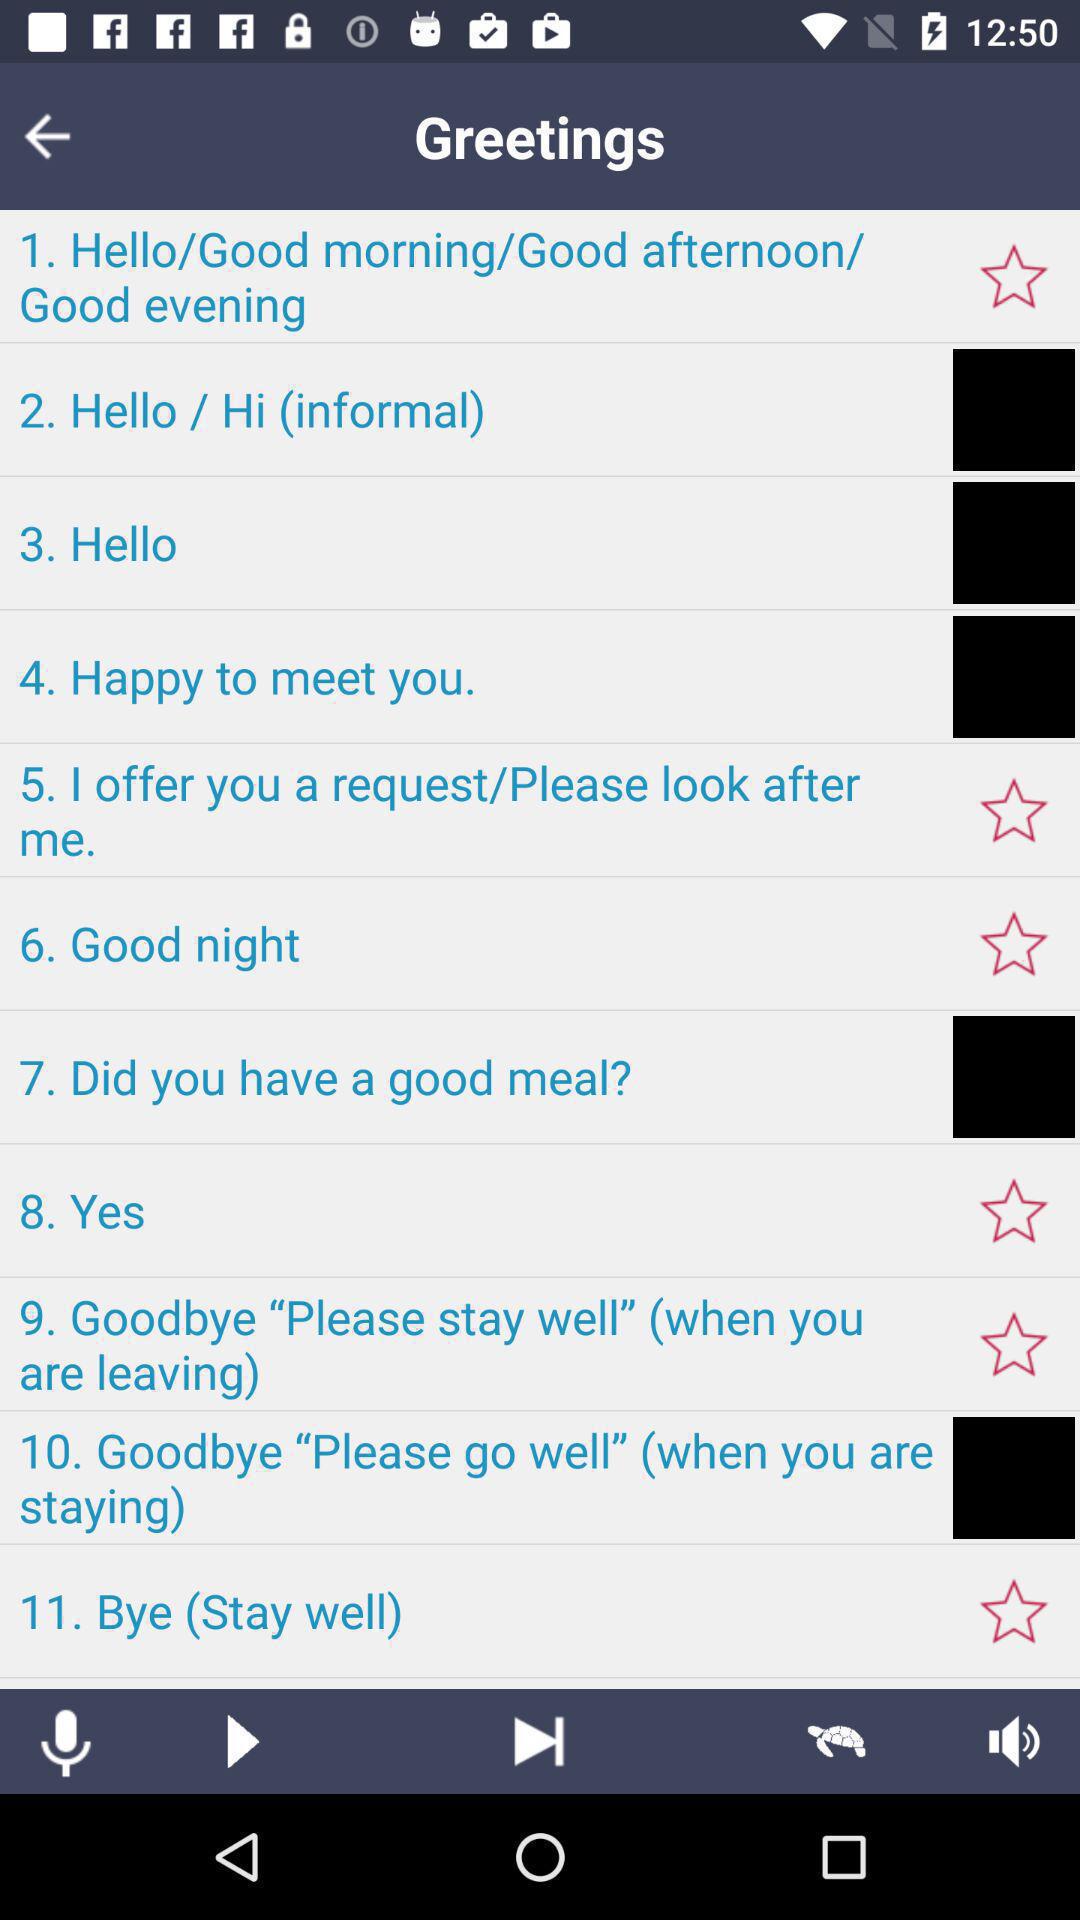 12:50
Greetings
1. Hello/Good morning/Good afternoon/
Good evening
2. Hello / Hi (informal)
3. Hello
4. Happy to meet you.
5. I offer you a request/Please look after
me.
6. Good night
7. Did you have a good meal?
8. Yes
9. Goodbye “Please stay well” (when you
are leaving)
10. Goodbye “Please go well” (when you are
staying)
11. Bye (Stay well)